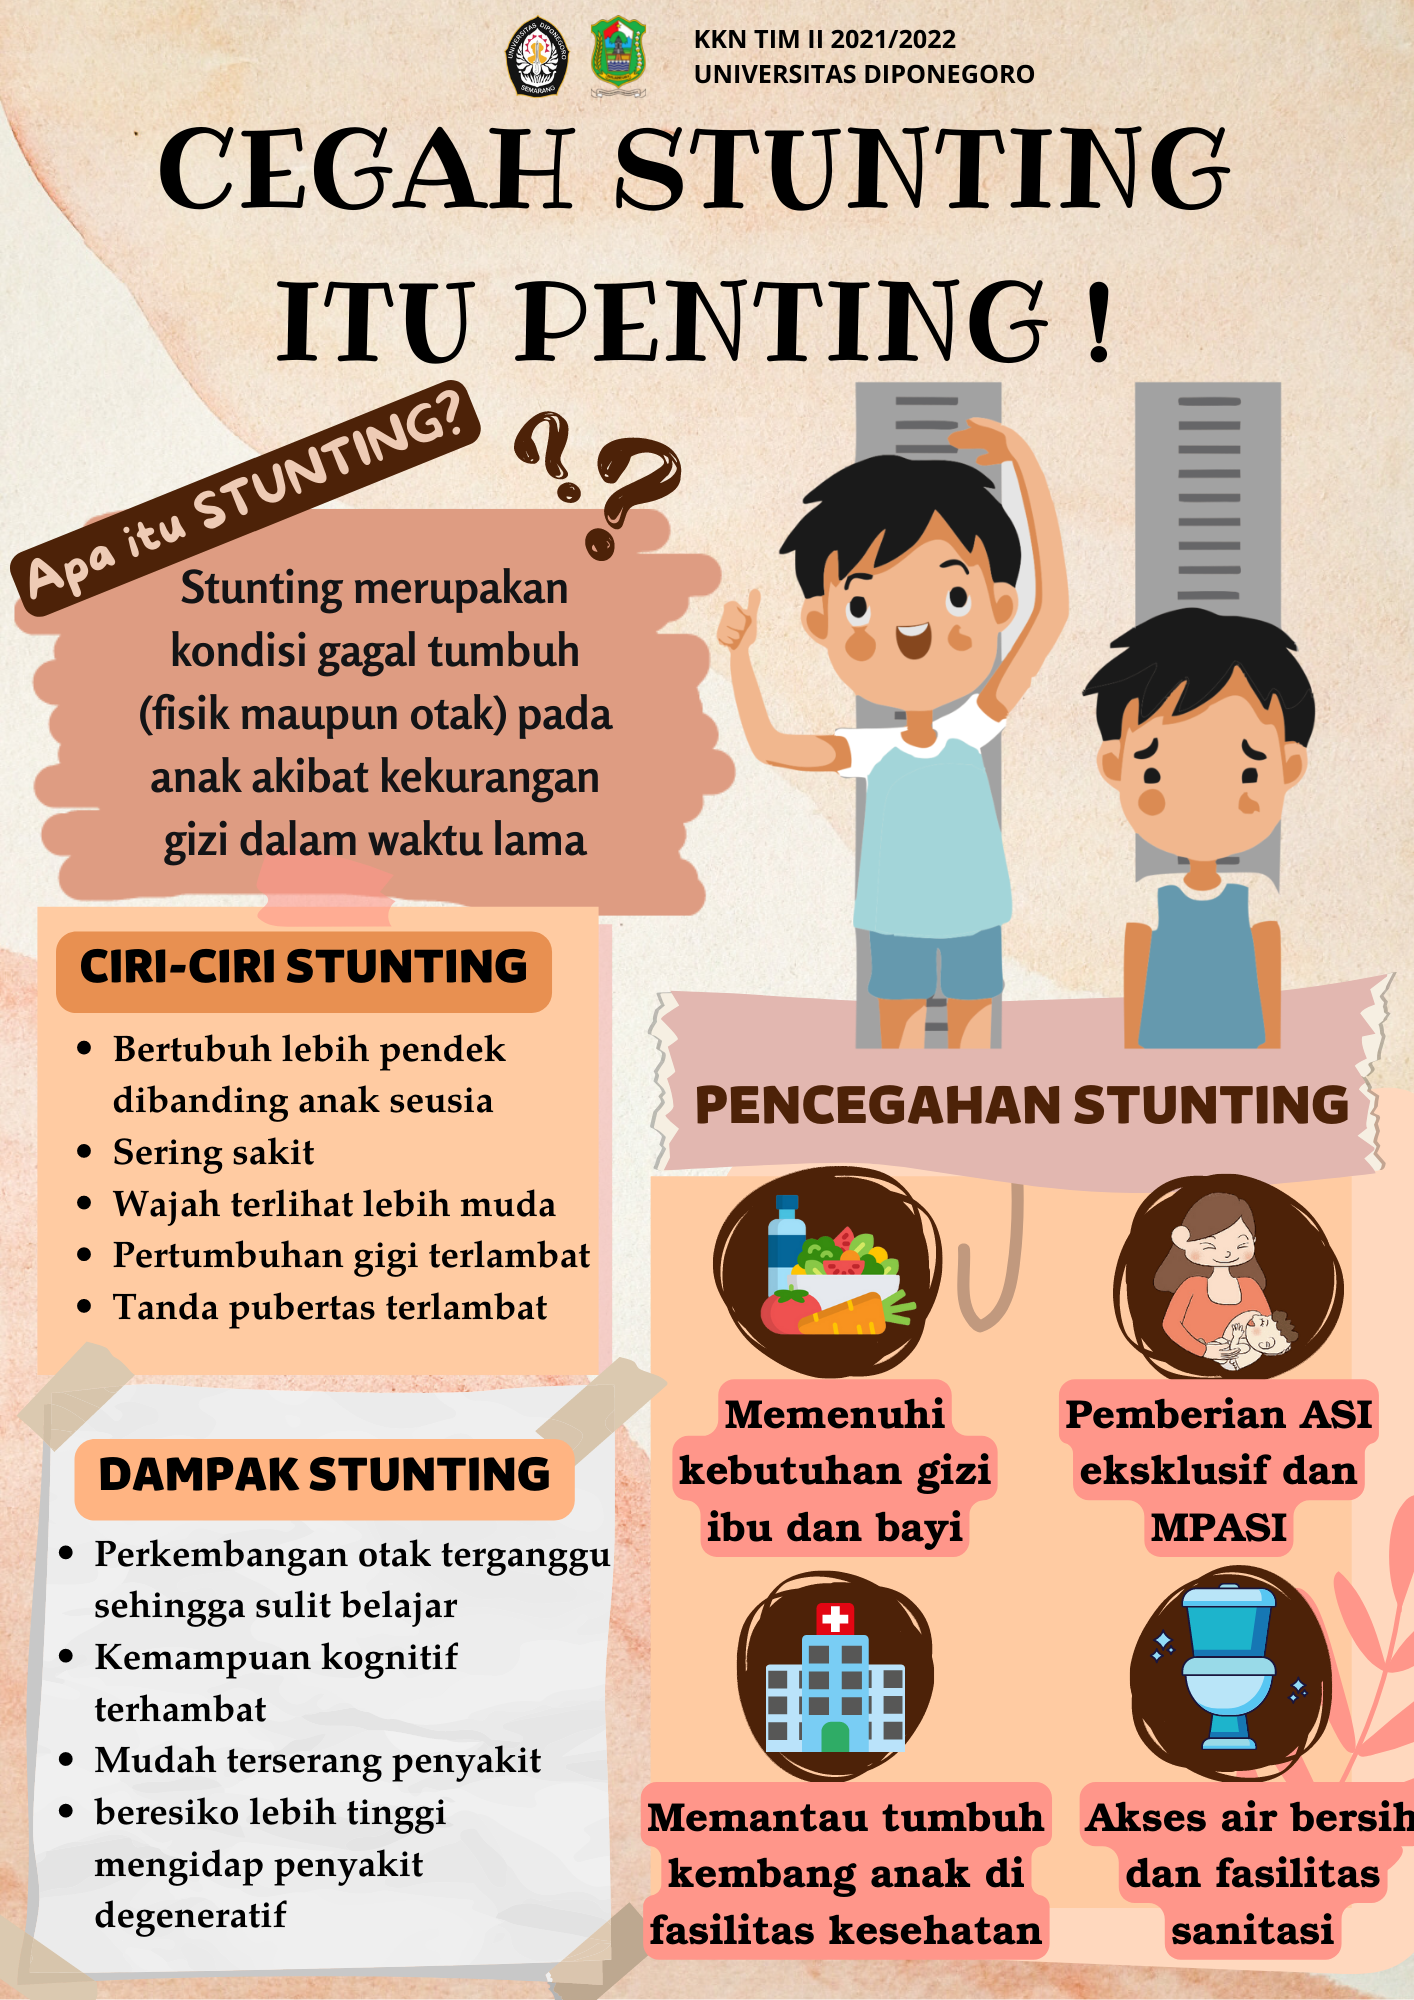 UNIVERSITAS DIPONEGORO
SEMARANG
KKN TIM II 2021/2022
UNIVERSITAS DIPONEGORO
CEGAH STUNTING
ITU PENTING !
Apa itu STUNTING?
??
Stunting merupakan
kondisi gagal tumbuh
(fisik maupun otak) pada
anak akibat kekurangan
gizi dalam waktu lama
CIRI-CIRI STUNTING
• Bertubuh lebih pendek
dibanding anak seusia
• Sering sakit
• Wajah terlihat lebih muda
• Pertumbuhan gigi terlambat
• Tanda pubertas terlambat
DAMPAK STUNTING
• Perkembangan otak terganggu
sehingga sulit belajar
• Kemampuan kognitif
terhambat
• Mudah terserang penyakit
• beresiko lebih tinggi
mengidap penyakit
degeneratif
PENCEGAHAN STUNTING
Memenuhi
kebutuhan gizi
ibu dan bayi
Pemberian ASI
eksklusif dan
MPASI
Memantau tumbuh
kembang anak di
fasilitas kesehatan
Akses air bersih
dan fasilitas
sanitasi